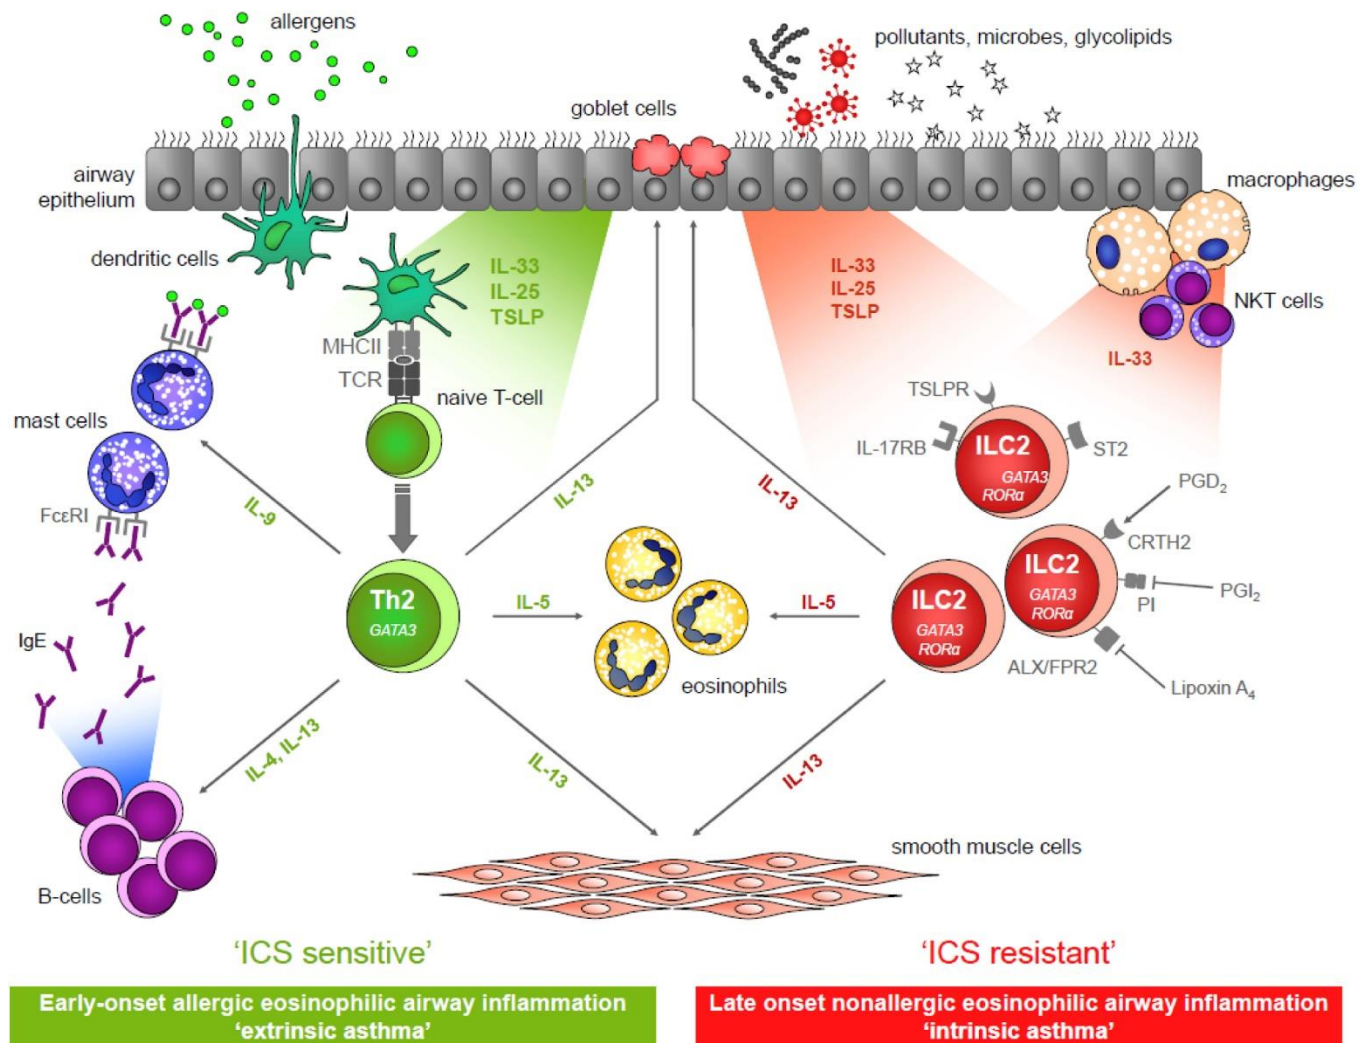 allergens
pollutants, microbes, glycolipids
goblet cells
airway
epithelium
macrophages
dendritic cells
IL-33
IL-25
TSLP
IL-33
IL-25
TSLP
NKT cells
MHCII
TCR
IL-33
naive T-cell
TSLPR
mast cells
IL-17RB
ILC2
GATA3
RORα
ST2
IL-9
IL-13
IL-13
PGD2
FcεRI
CRTH2
Th2
GATA3
IL-5
IL-5
ILC2
GATA3
RORα
ILC2
GATA3
RORα
PI
PGI2
IgE
eosinophils
ALX/FPR2
Lipoxin A4
IL-4, IL-13
IL-13
IL-13
smooth muscle cells
B-cells
‘ICS sensitive’
‘ICS resistant’
Early-onset allergic eosinophilic airway inflammation
‘extrinsic asthma’
Late onset nonallergic eosinophilic airway inflammation
‘intrinsic asthma’